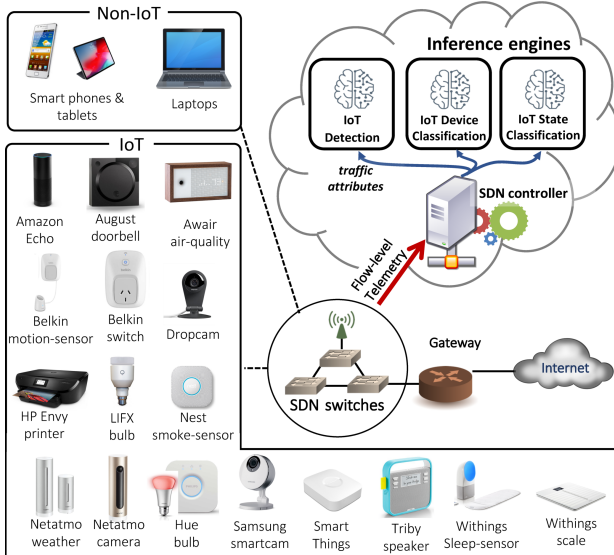 Non-IoT
Smart phones &
tablets
Laptops
Inference engines
IoT
Detection
IoT Device
Classification
IoT State
Classification
traffic
attributes
SDN controller
Flow-level
Telemetry
IoT
Amazon
Echo
August
doorbell
Awair
air-quality
Belkin
motion-sensor
Belkin
switch
Dropcam
HP Envy
printer
LIFX
bulb
Nest
smoke-sensor
SDN switches
Gateway
Internet
Netatmo
weather
Netatmo
camera
Hue
bulb
Samsung
smartcam
Smart
Things
Triby
speaker
Withings
Sleep-sensor
Withings
scale